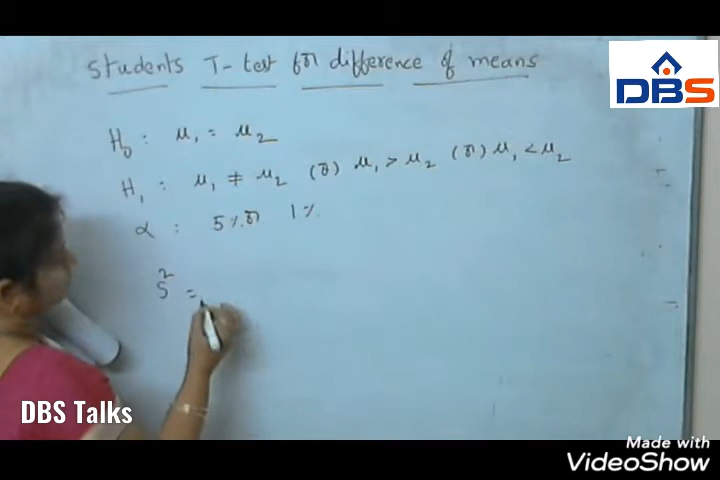 Students T-test for difference of means
DBS
H₀ : μ₁ = μ₂
H₁ : μ₁ ≠ μ₂ (or) μ₁ > μ₂ (or) μ₁ < μ₂
α : 5% or 1%
S² =
DBS Talks
Made with
VideoShow